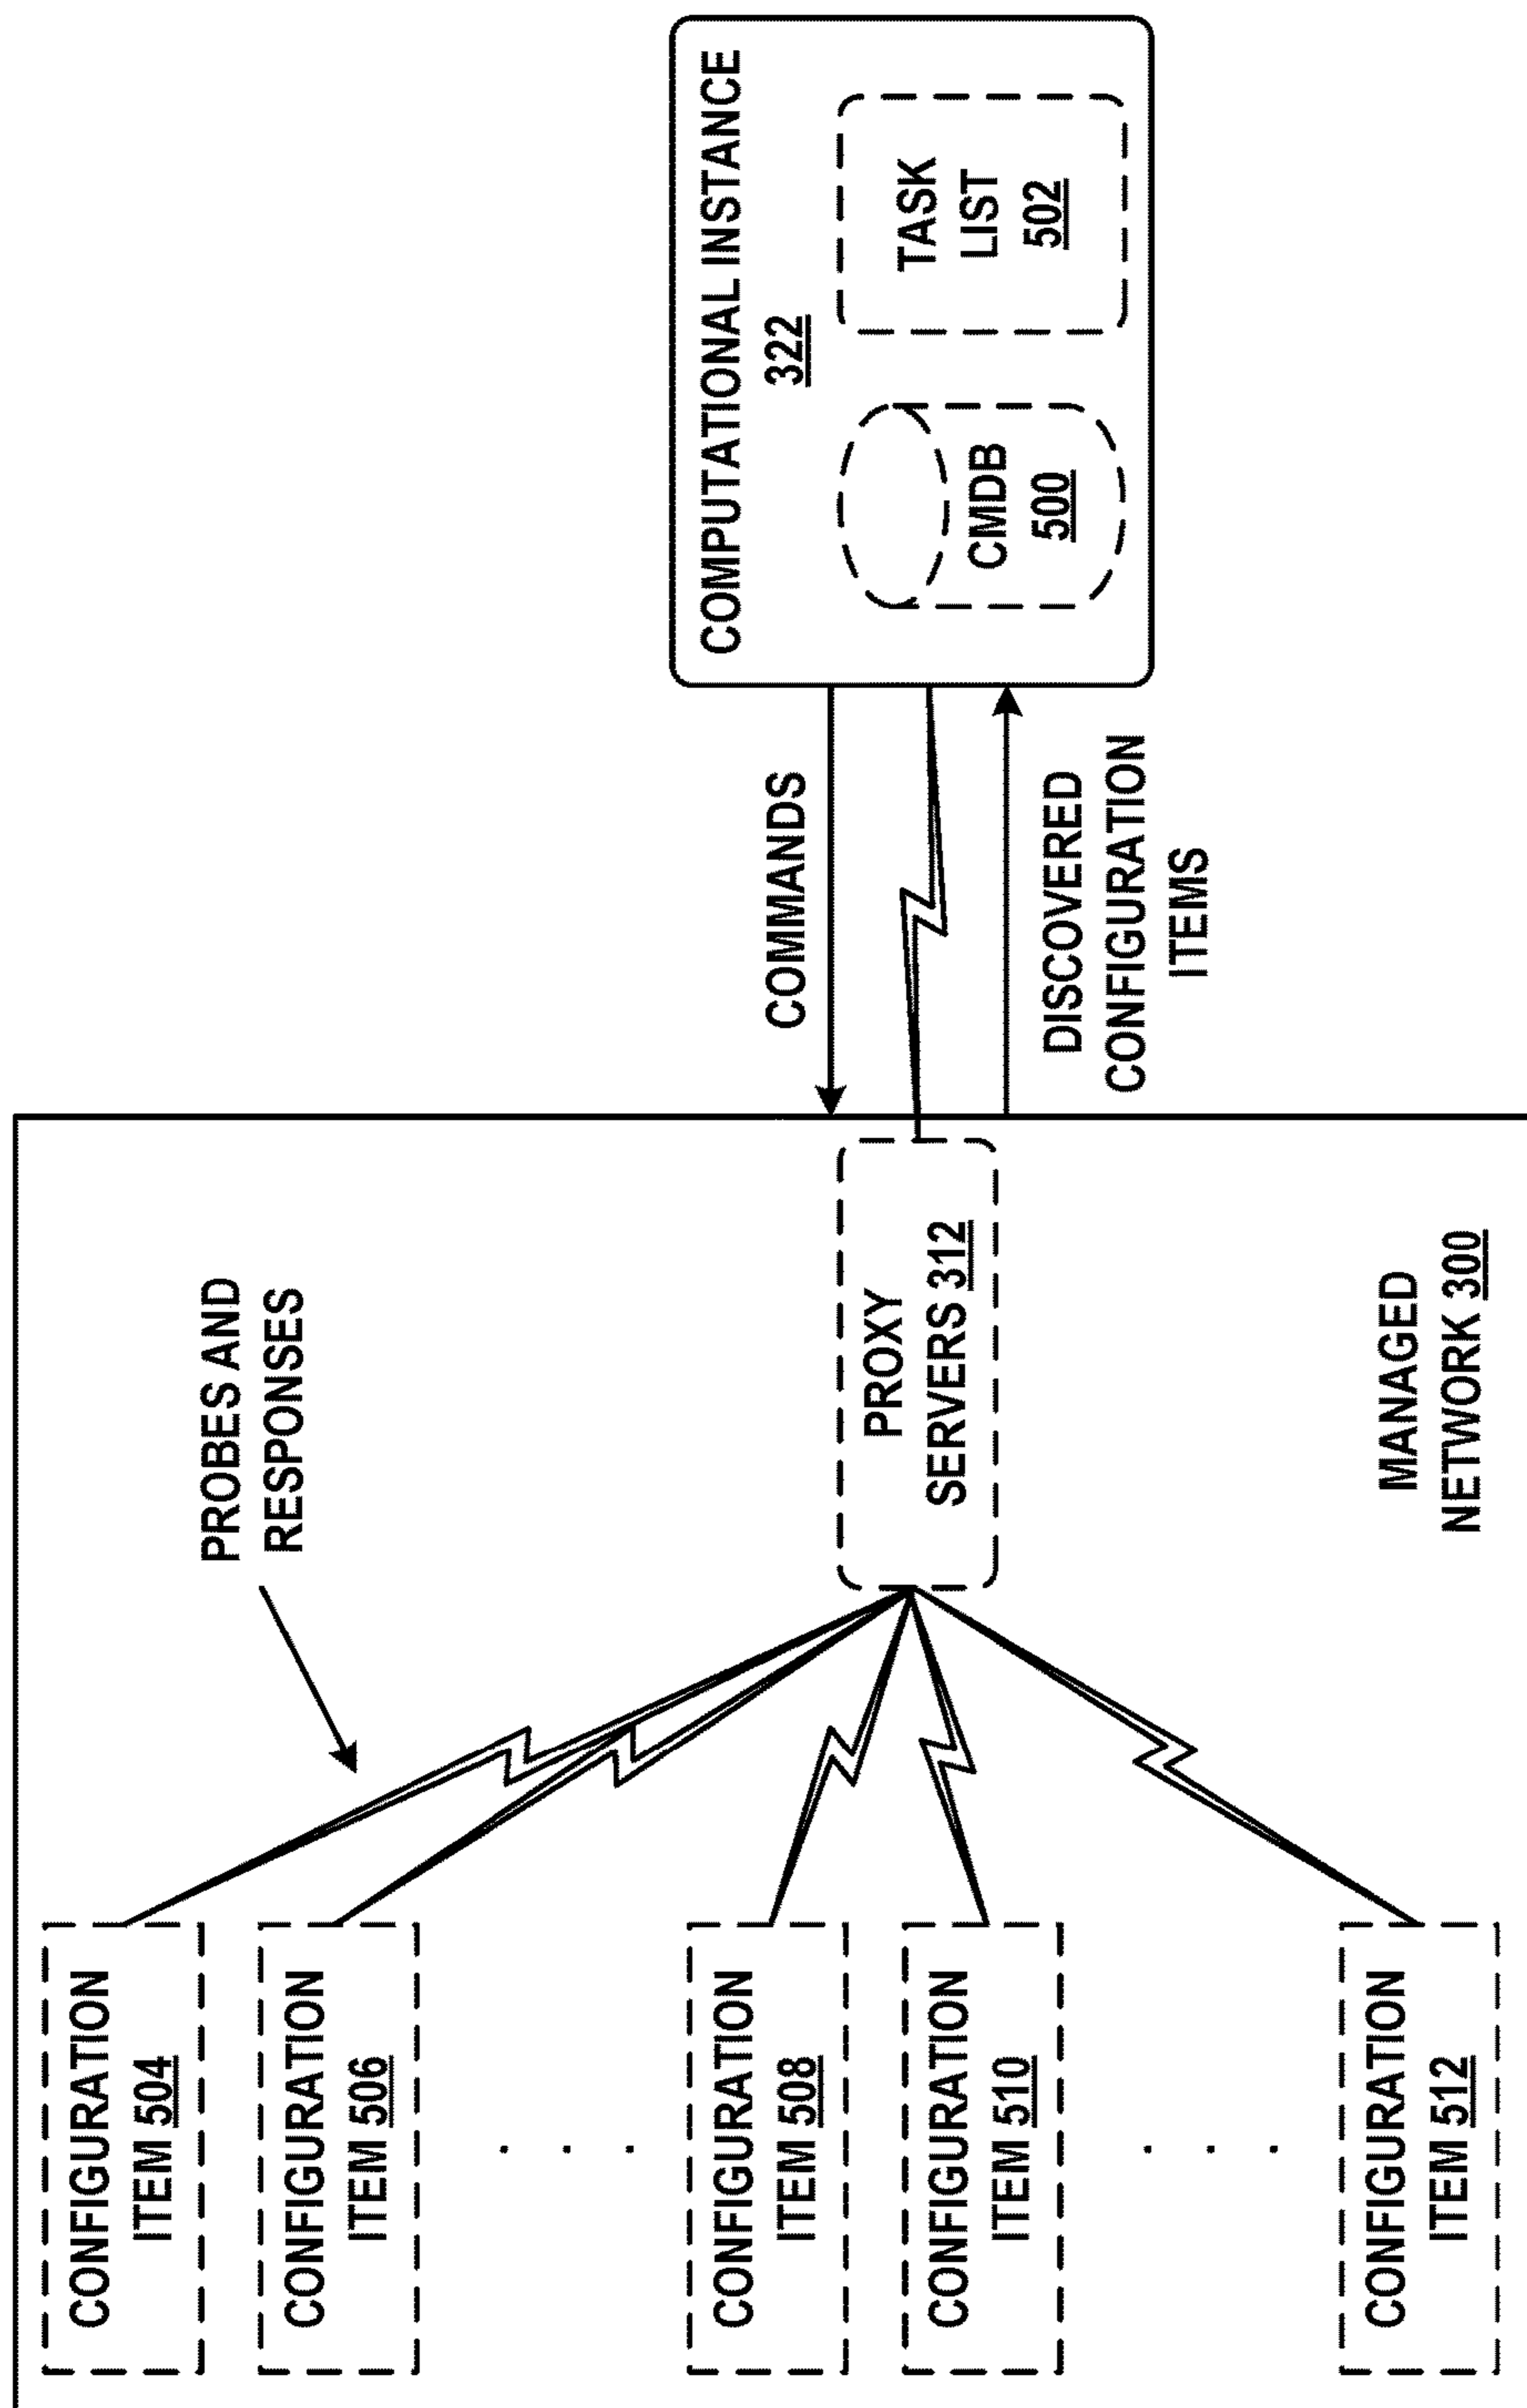 CONFIGURATION
ITEM 504
CONFIGURATION
ITEM 506
. . .
CONFIGURATION
ITEM 508
CONFIGURATION
ITEM 510
. . .
CONFIGURATION
ITEM 512
PROBES AND
RESPONSES
PROXY
SERVERS 312
MANAGED
NETWORK 300
COMMANDS
DISCOVERED
CONFIGURATION
ITEMS
COMPUTATIONAL INSTANCE
322
CMDB
500
TASK
LIST
502